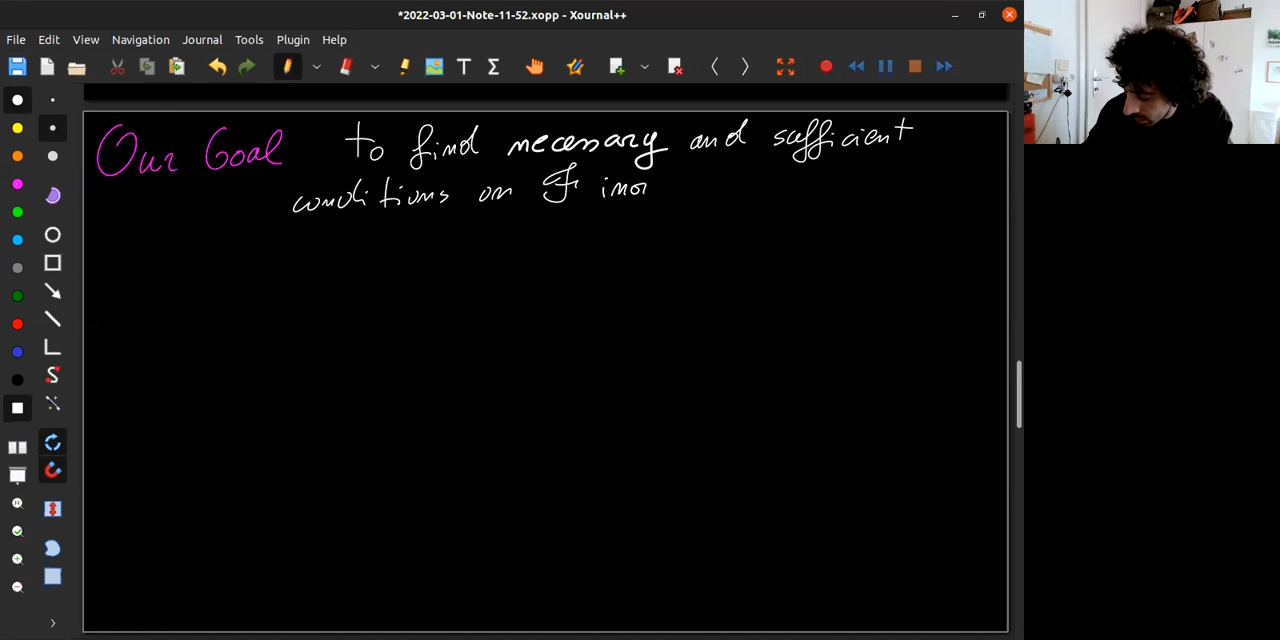 *2022-03-01-Note-11-52.xopp - Xournal++
File Edit View Navigation Journal Tools Plugin Help
Our Goal to find necessary and sufficient
conditions on F inor